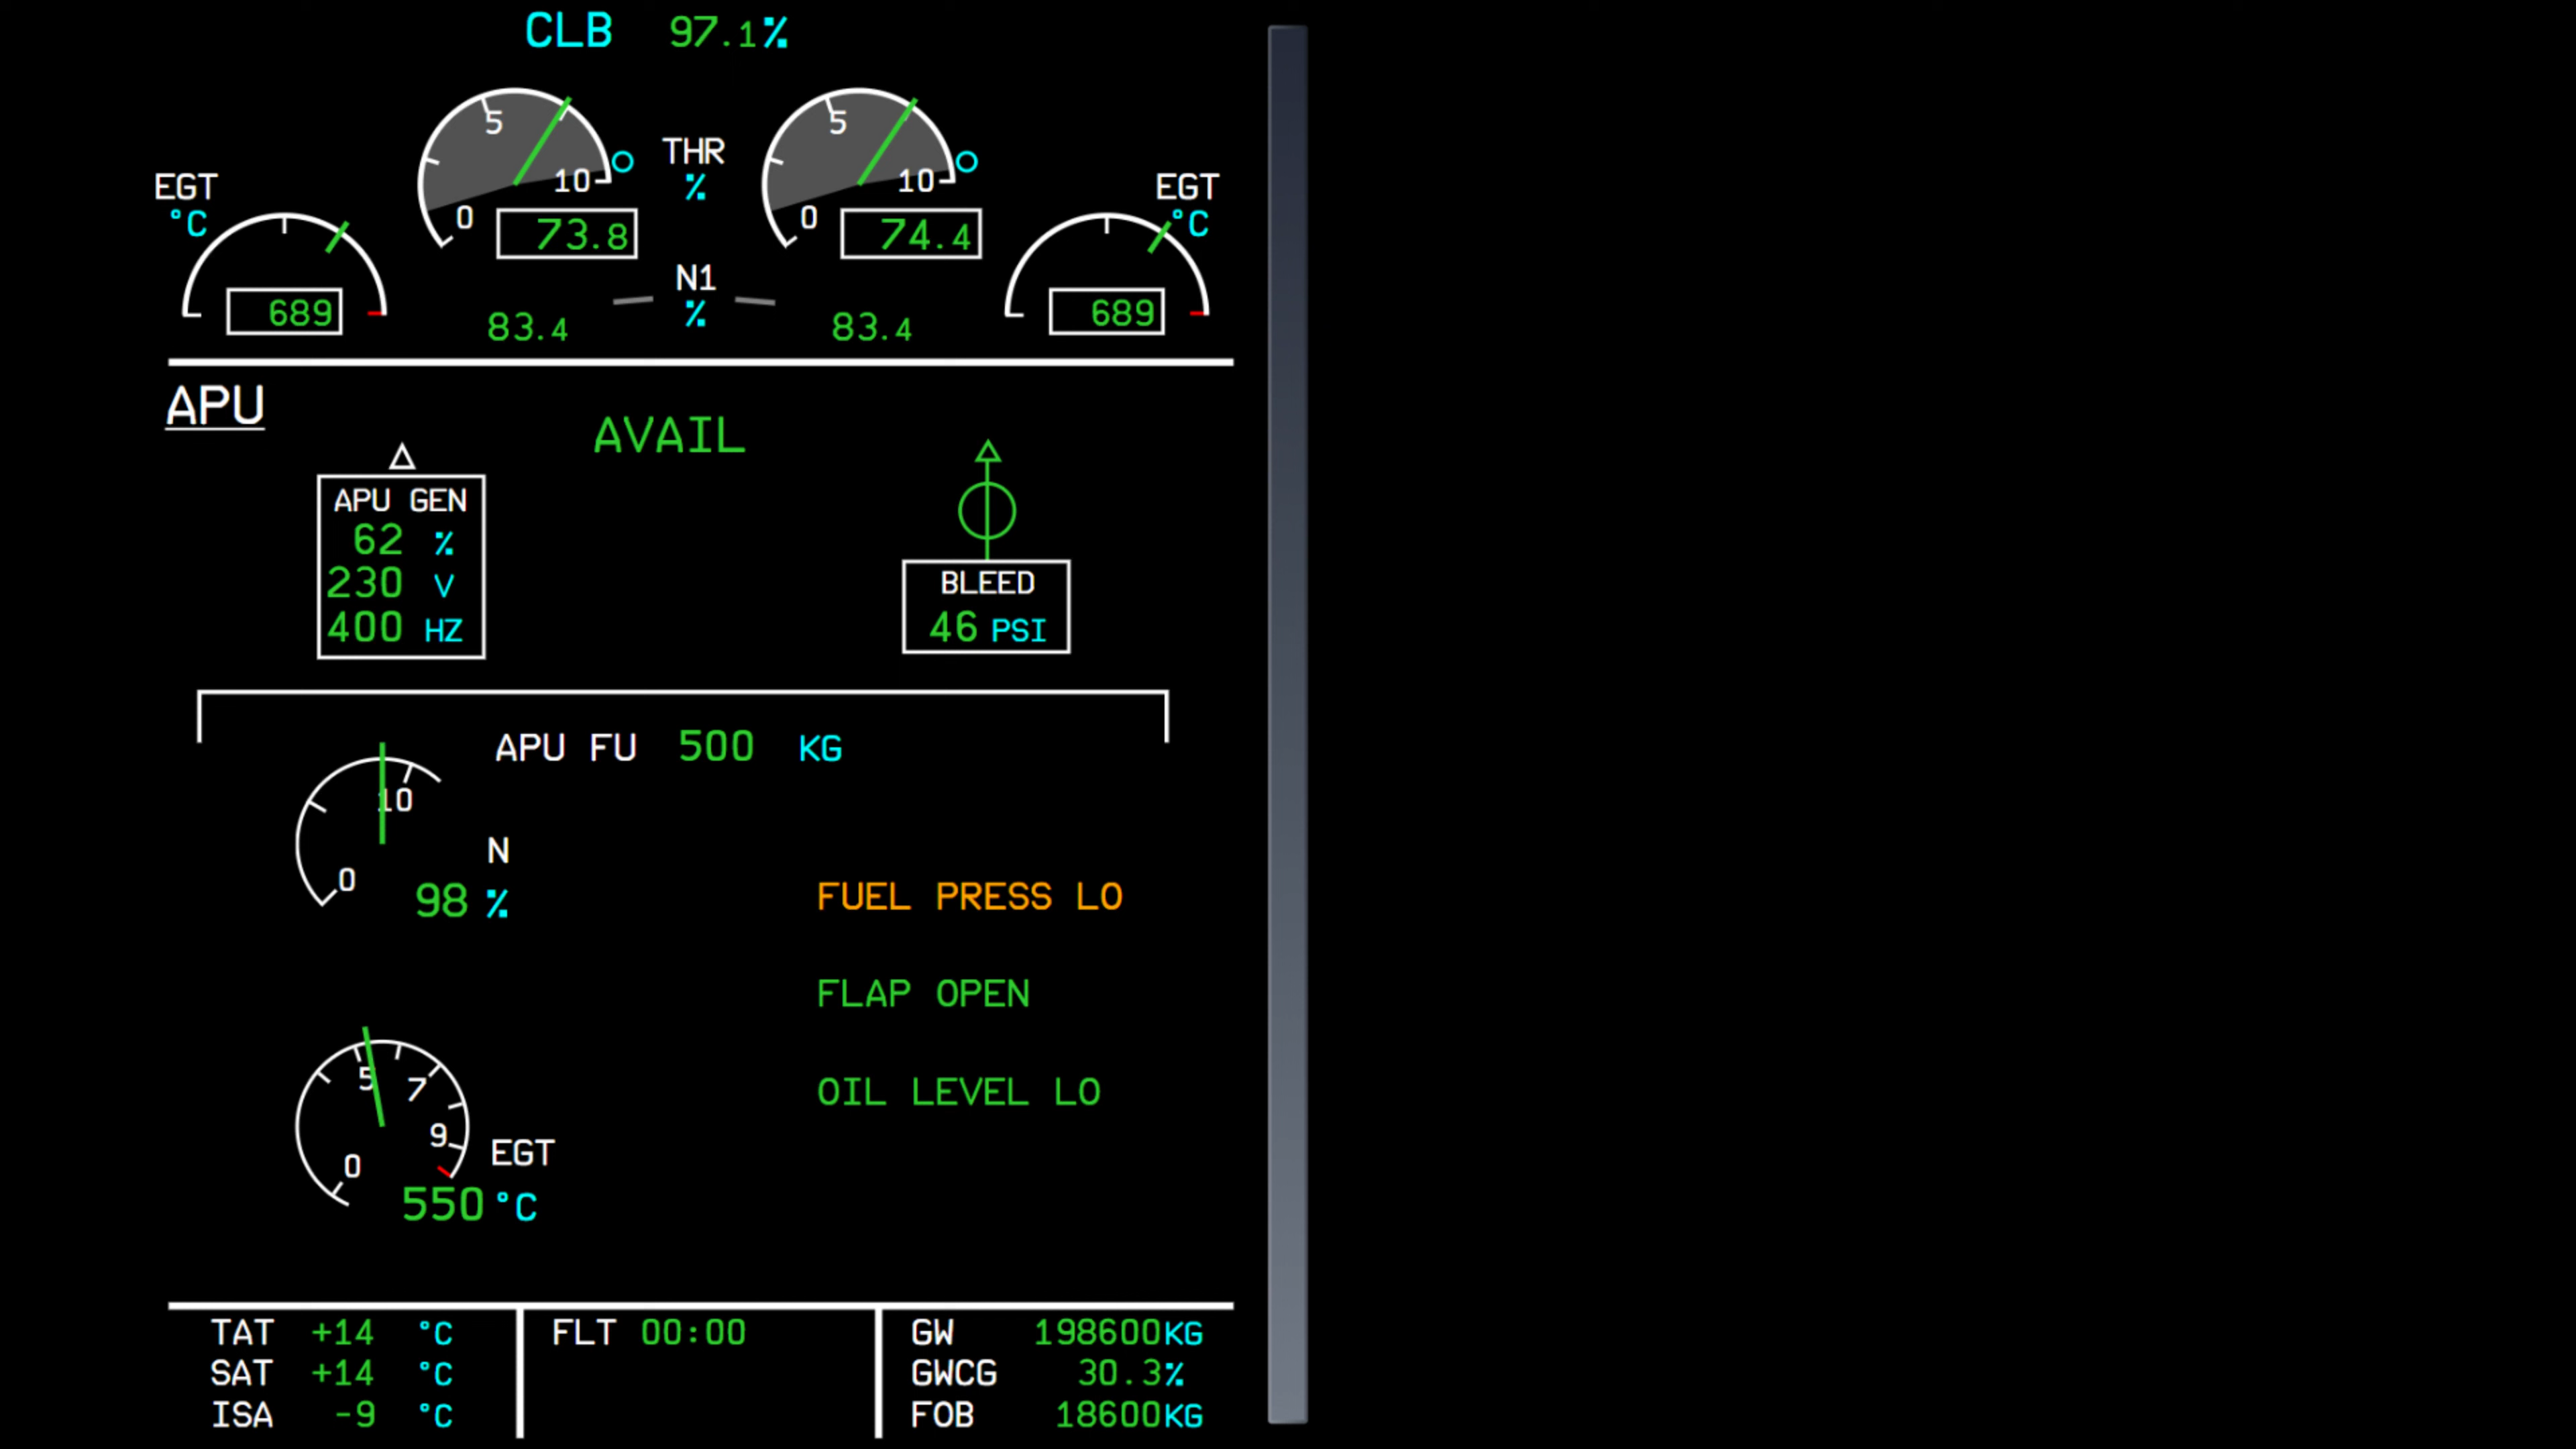 CLB 97.1%
5 10 0 73.8
THR %
5 10 0 74.4
EGT °C
689
EGT °C
689
83.4
N1 %
83.4
APU
AVAIL
APU GEN
62 %
230 V
400 HZ
BLEED
46 PSI
APU FU 500 KG
10
0
N
98 %
FUEL PRESS LO
FLAP OPEN
OIL LEVEL LO
5 7
9
0
EGT
550 °C
TAT +14 °C
SAT +14 °C
ISA -9 °C
FLT 00:00
GW 198600KG
GWCG 30.3%
FOB 18600KG